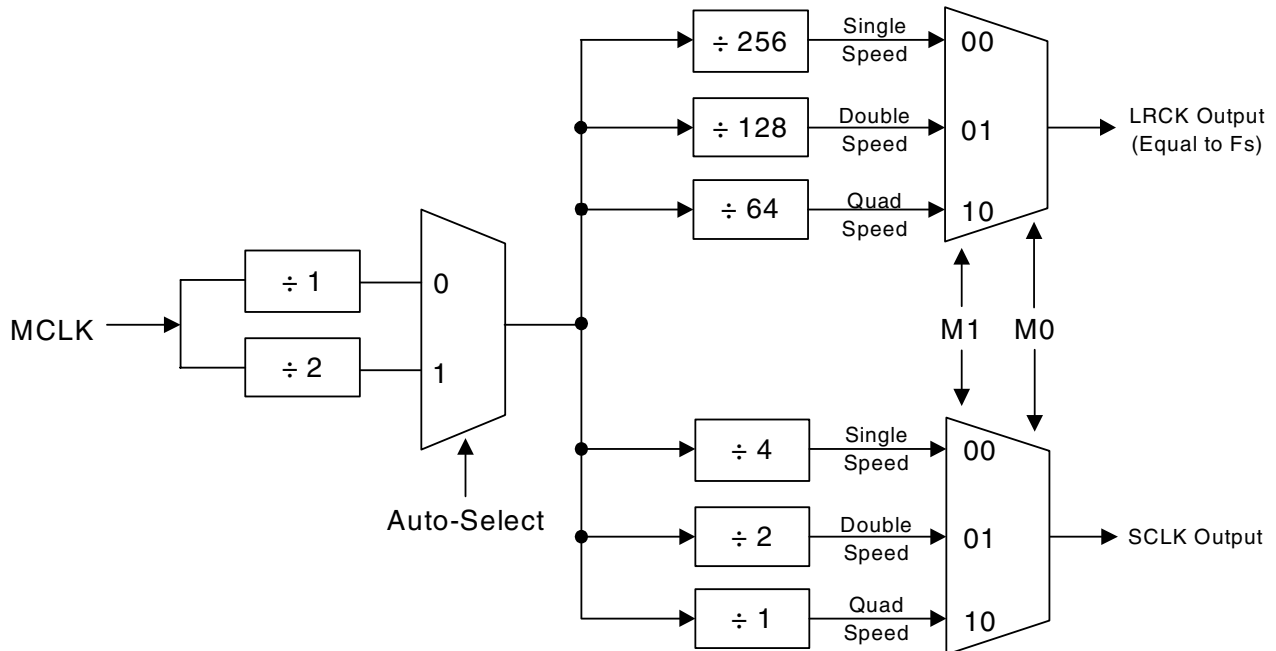 ÷ 256
Single
Speed
00
÷ 128
Double
Speed
01
LRCK Output
(Equal to Fs)
÷ 64
Quad
Speed
10
MCLK
÷ 1
0
÷ 2
1
Auto-Select
M1
M0
÷ 4
Single
Speed
00
÷ 2
Double
Speed
01
SCLK Output
÷ 1
Quad
Speed
10